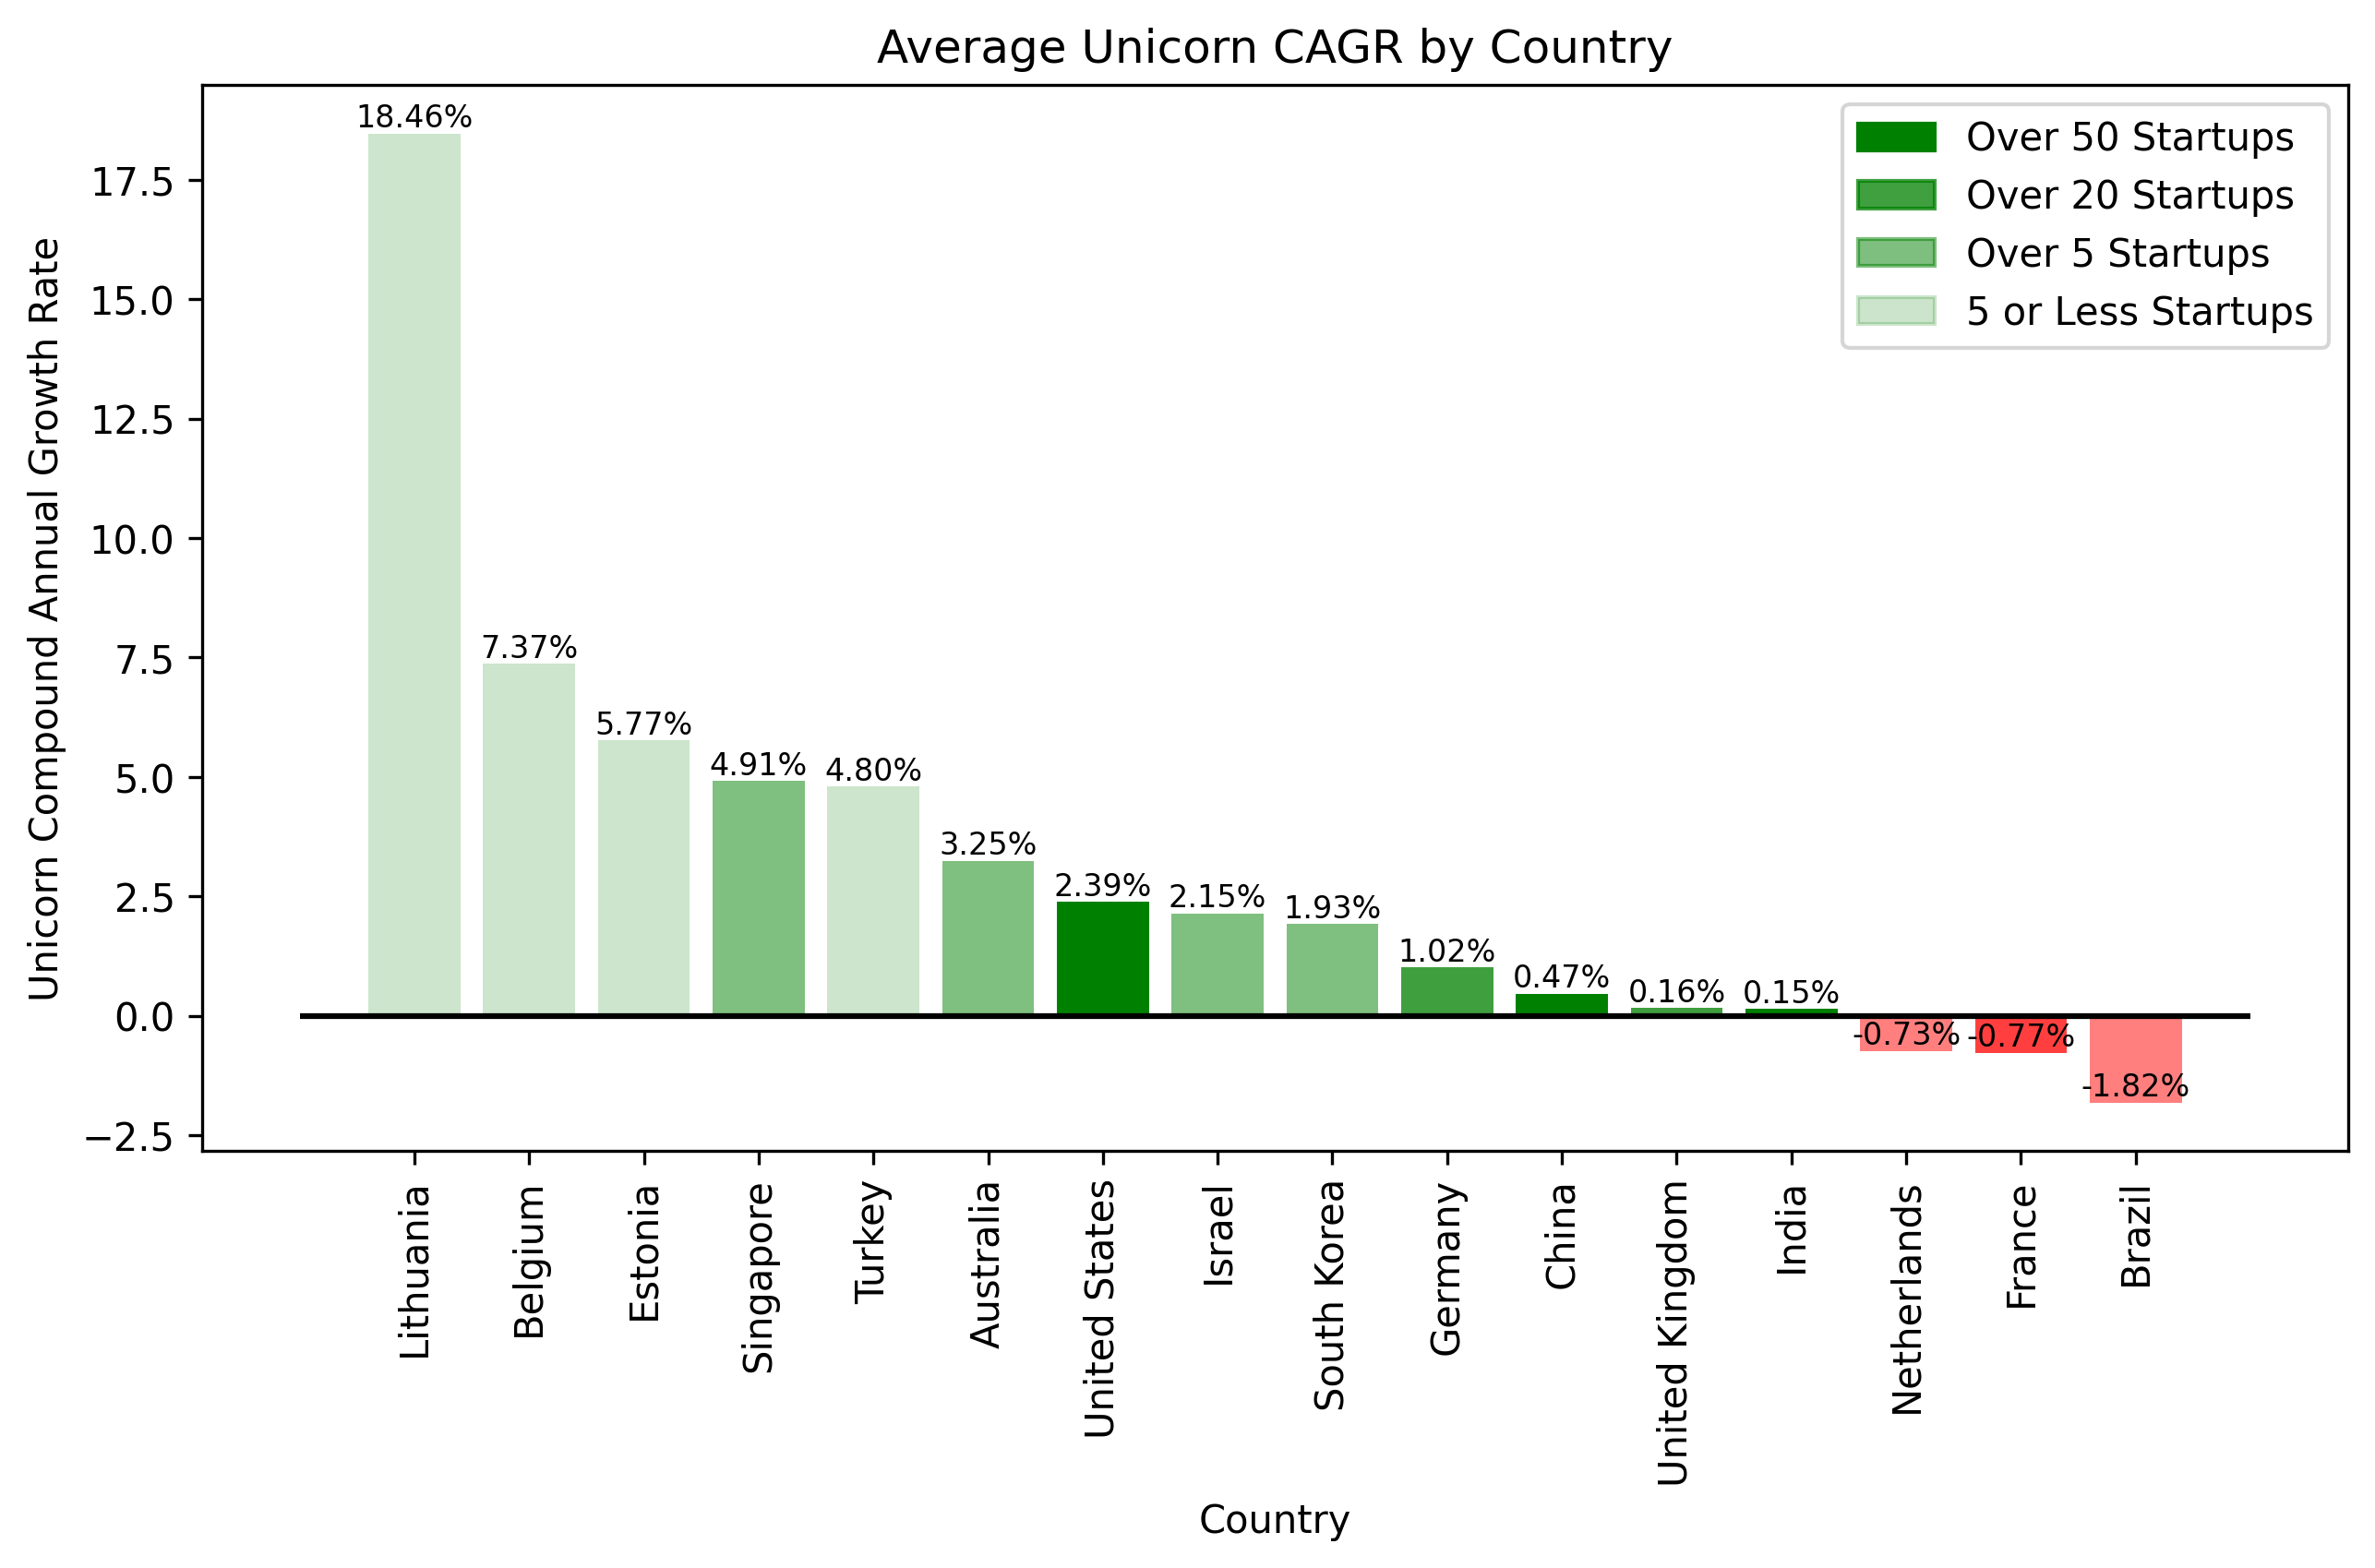 Average Unicorn CAGR by Country
Unicorn Compound Annual Growth Rate
17.5
15.0
12.5
10.0
7.5
5.0
2.5
0.0
−2.5
Over 50 Startups
Over 20 Startups
Over 5 Startups
5 or Less Startups
18.46%
7.37%
5.77%
4.91%
4.80%
3.25%
2.39%
2.15%
1.93%
1.02%
0.47%
0.16%
0.15%
-0.73%
-0.77%
-1.82%
Lithuania
Belgium
Estonia
Singapore
Turkey
Australia
United States
Israel
South Korea
Germany
China
United Kingdom
India
Netherlands
France
Brazil
Country